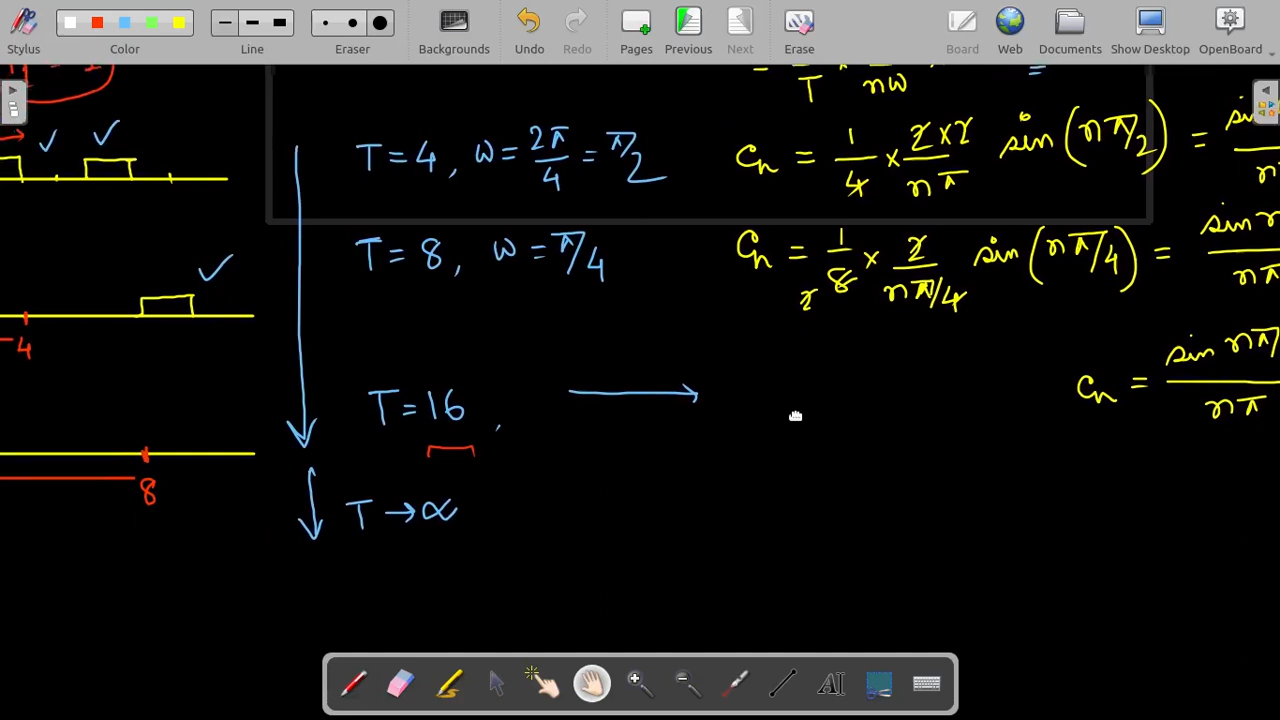 Stylus Color Line Eraser Backgrounds Undo Redo Pages Previous Next Erase Board Web Documents Show Desktop OpenBoard
T nω =
T = 4, ω = 2π/4 = π/2 Cn = 1/4 × 2×2/nπ sin(nπ/2) =
T = 8, ω = π/4 Cn = 1/8 × 2/nπ/4 sin(nπ/4) =
2
4
T = 16, Cn = sin nπ/ nπ
8
T → ∝